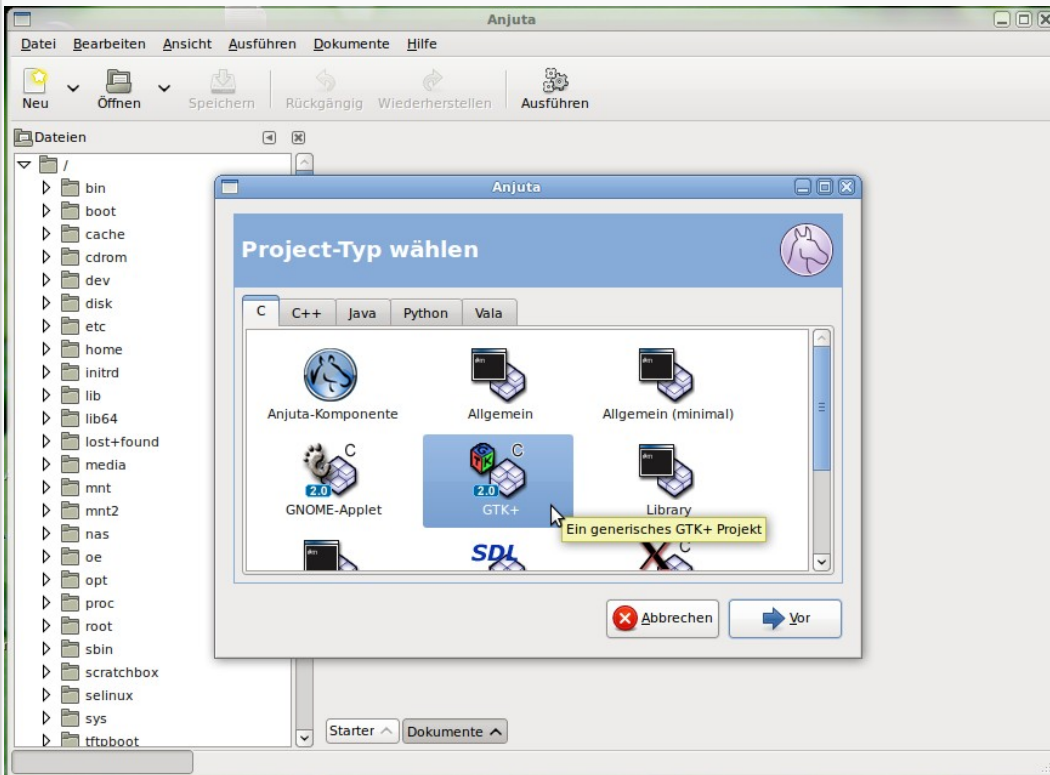 Anjuta
Datei Bearbeiten Ansicht Ausführen Dokumente Hilfe
Neu Öffnen Speichern Rückgängig Wiederherstellen Ausführen
Dateien
/
bin
boot
cache
cdrom
dev
disk
etc
home
initrd
lib
lib64
lost+found
media
mnt
mnt2
nas
oe
opt
proc
root
sbin
scratchbox
selinux
sys
tftpboot
Anjuta
Project-Typ wählen
C C++ Java Python Vala
Anjuta-Komponente Allgemein Allgemein (minimal)
C C
2.0 GTK 2.0
GNOME-Applet GTK+ Library
Ein generisches GTK+ Projekt
SDL X C
Abbrechen Vor
Starter Dokumente